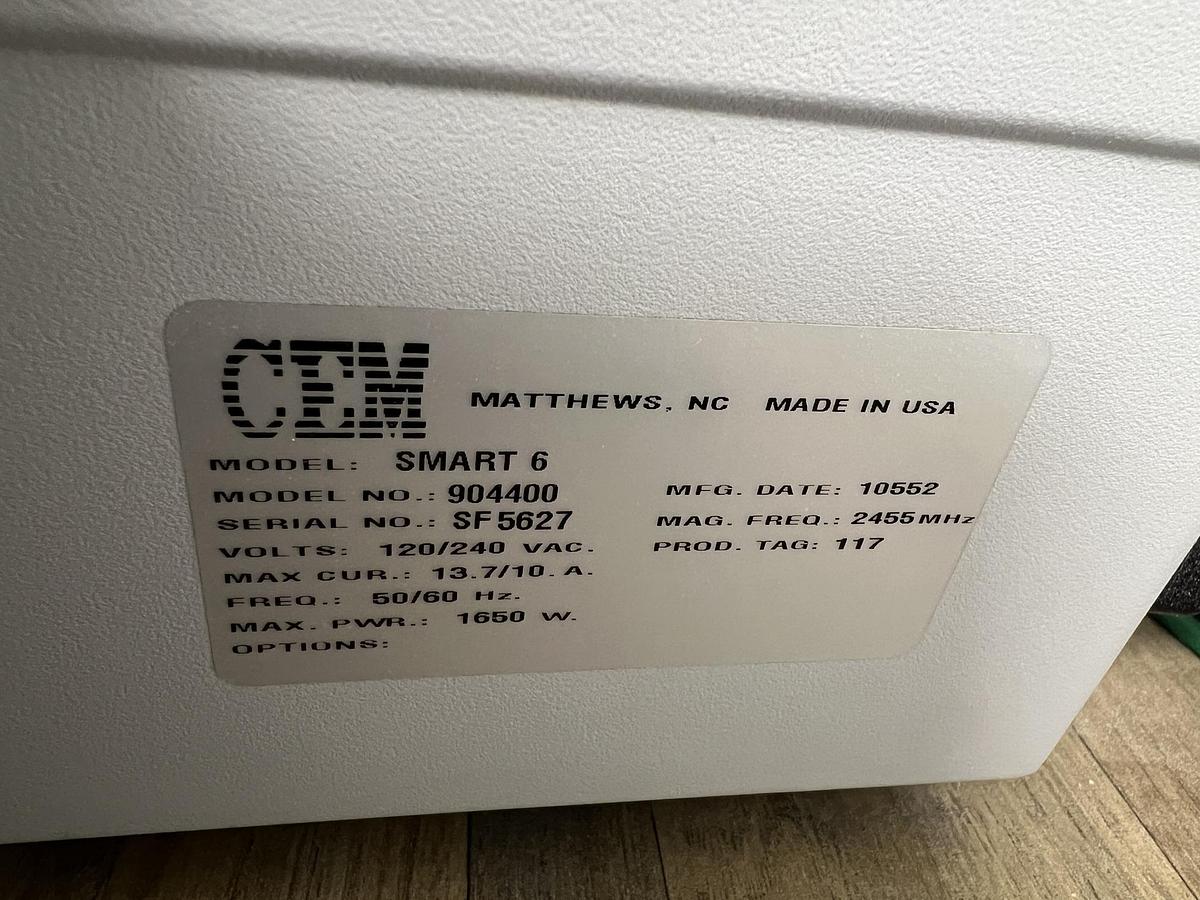 CEM MATTHEWS, NC MADE IN USA
MODEL: SMART 6
MODEL NO.: 904400 MFG. DATE: 10552
SERIAL NO.: SF5627 MAG. FREQ.: 2455MHz
VOLTS: 120/240 VAC. PROD. TAG: 117
MAX CUR.: 13.7/10. A.
FREQ.: 50/60 Hz.
MAX. PWR.: 1650 W.
OPTIONS: